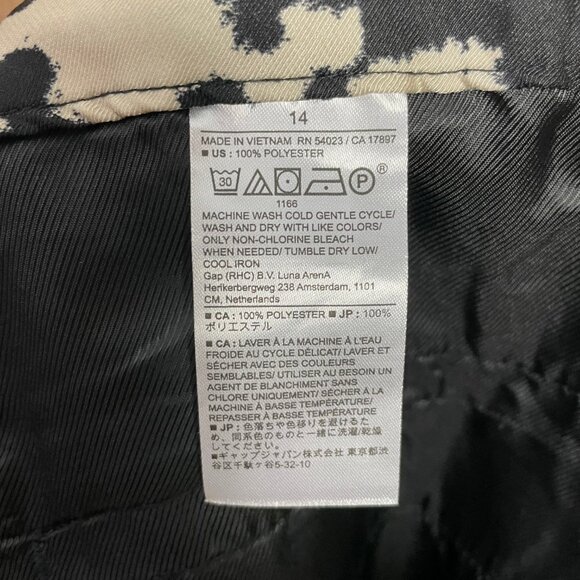 14
MADE IN VIETNAM RN 54023 / CA 17897
■ US : 100% POLYESTER
30 P ®
1166
MACHINE WASH COLD GENTLE CYCLE/
WASH AND DRY WITH LIKE COLORS/
ONLY NON-CHLORINE BLEACH
WHEN NEEDED/ TUMBLE DRY LOW/
COOL IRON
Gap (RHC) B.V. Luna ArenA
Herikerbergweg 238 Amsterdam, 1101
CM, Netherlands
■ CA : 100% POLYESTER ■ JP : 100%
ポリエステル
■ CA : LAVER À LA MACHINE À L'EAU
FROIDE AU CYCLE DÉLICAT/ LAVER ET
SÉCHER AVEC DES COULEURS
SEMBLABLES/ UTILISER AU BESOIN UN
AGENT DE BLANCHIMENT SANS
CHLORE UNIQUEMENT/ SÉCHER À LA
MACHINE À BASSE TEMPÉRATURE/
REPASSER À BASSE TEMPÉRATURE
■ JP : 色落ちや色移りを避けるた
め、同系色のものと一緒に洗濯/乾燥
してください。
■ギャップジャパン株式会社 東京都渋
谷区千駄ヶ谷5-32-10